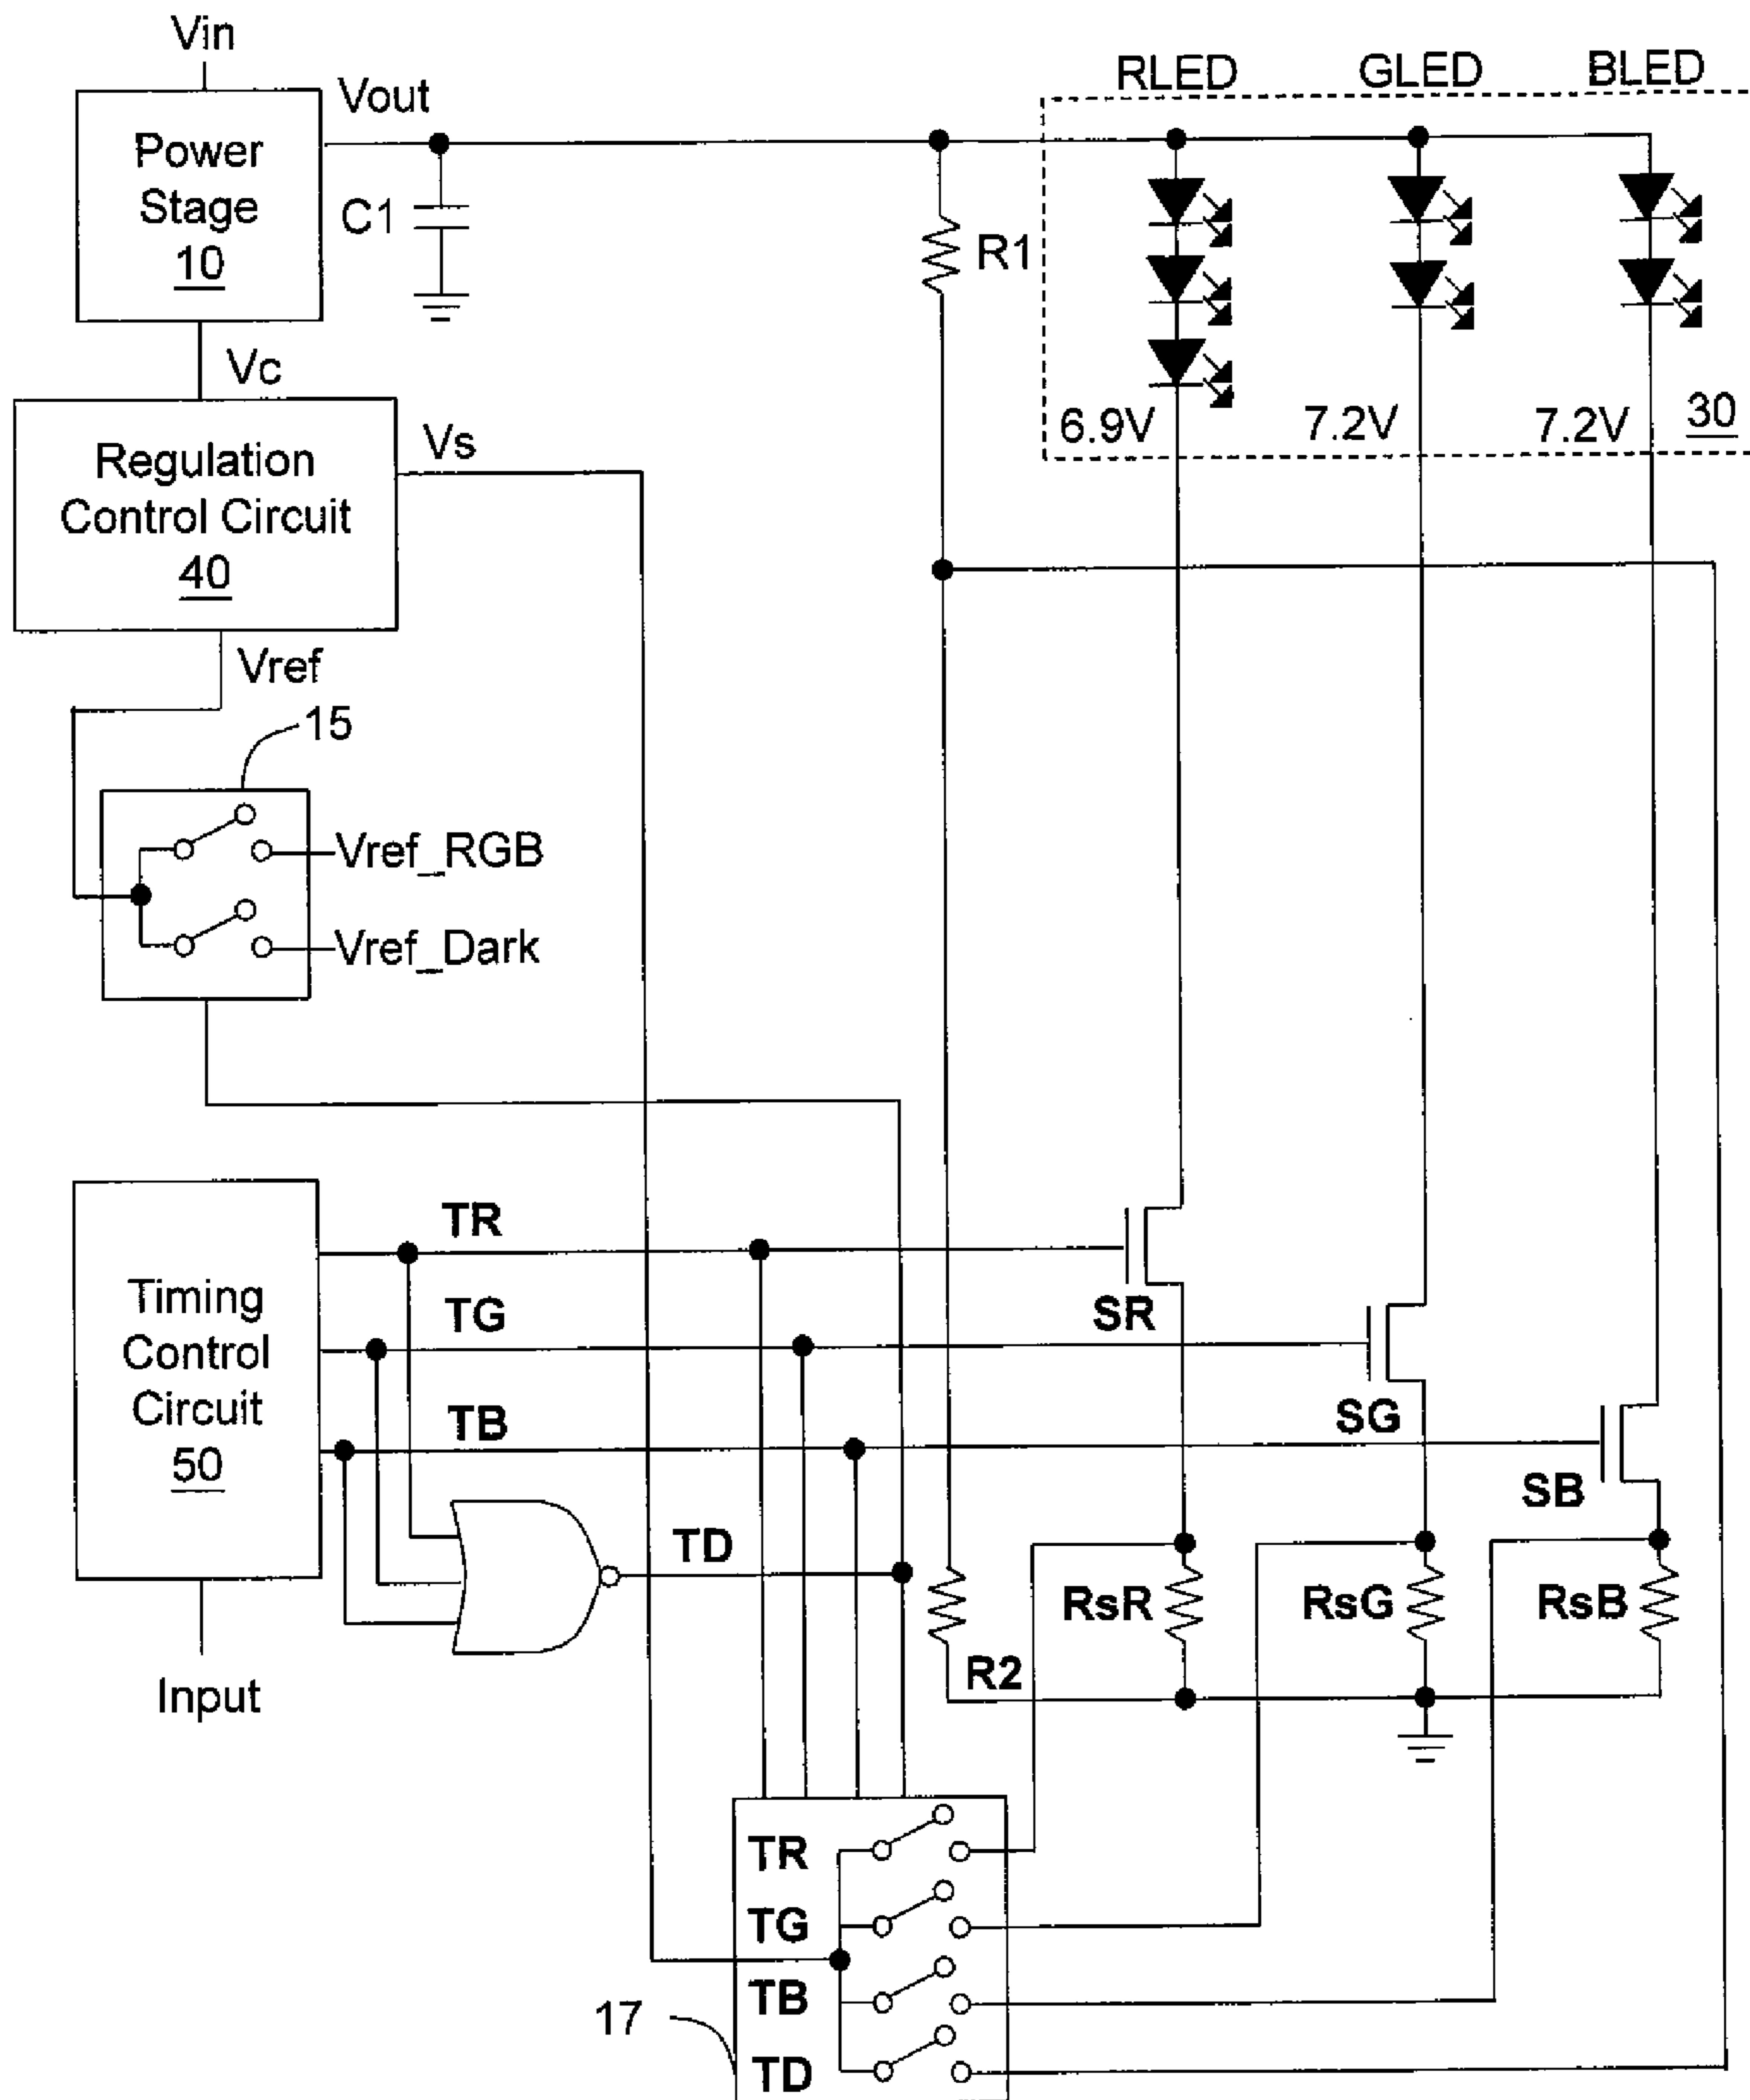 Vin
Vout
RLED
GLED
BLED
Power
Stage
10
C1
R1
Vc
6.9V
7.2V
7.2V
30
Regulation
Control Circuit
40
Vs
Vref
15
Vref_RGB
Vref_Dark
Timing
Control
Circuit
50
TR
TG
TB
SR
SG
SB
TD
RsR
RsG
RsB
R2
Input
TR
TG
TB
TD
17